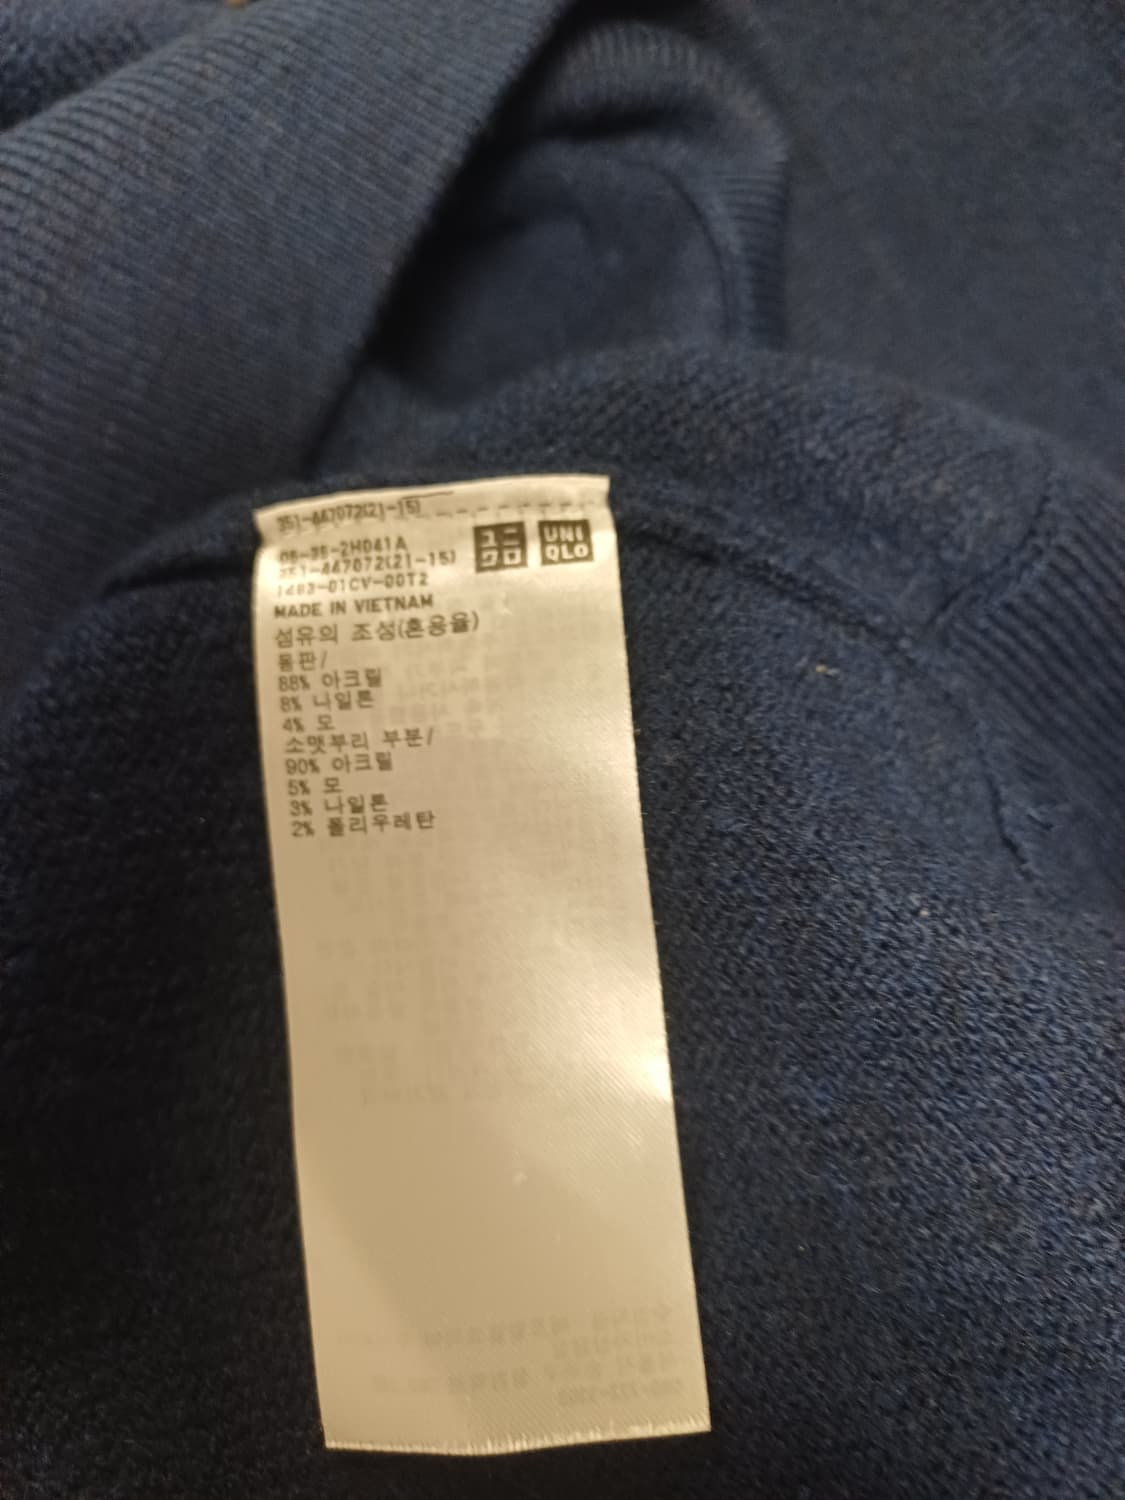 351-447072(21-15)
06-35-2H041A
351-447072(21-15)
1483-01CV-00T2
ユニ
クロ
UNI
QLO
MADE IN VIETNAM
섬유의 조성(혼용율)
몸판/
88% 아크릴
8% 나일론
4% 모
소맷부리 부분/
90% 아크릴
5% 모
3% 나일론
2% 폴리우레탄